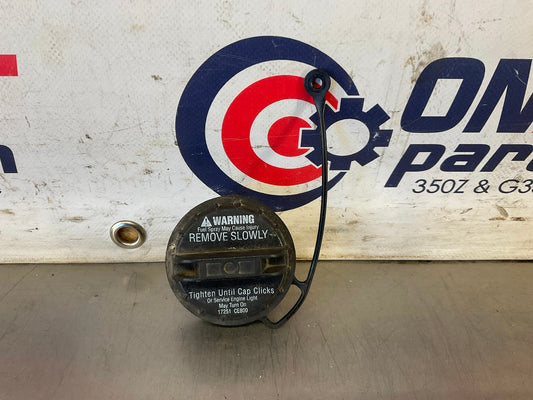 ON
par
350Z & G3
WARNING
Fuel Spray May Cause Injury
REMOVE SLOWLY
Tighten Until Cap Clicks
Or Service Engine Light
May Turn On
17251 CE800